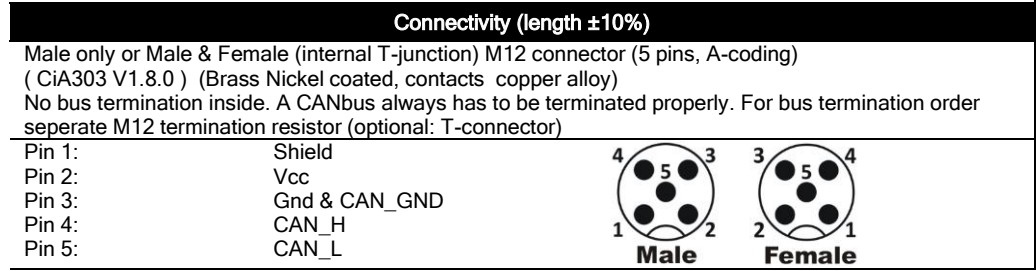 Connectivity (length ±10%)
Male only or Male & Female (internal T-junction) M12 connector (5 pins, A-coding)
( CiA303 V1.8.0 ) (Brass Nickel coated, contacts copper alloy)
No bus termination inside. A CANbus always has to be terminated properly. For bus termination order
seperate M12 termination resistor (optional: T-connector)
Pin 1: Shield
Pin 2: Vcc
Pin 3: Gnd & CAN_GND
Pin 4: CAN_H
Pin 5: CAN_L
4 3 3 4
5 5
1 2 2 1
Male Female